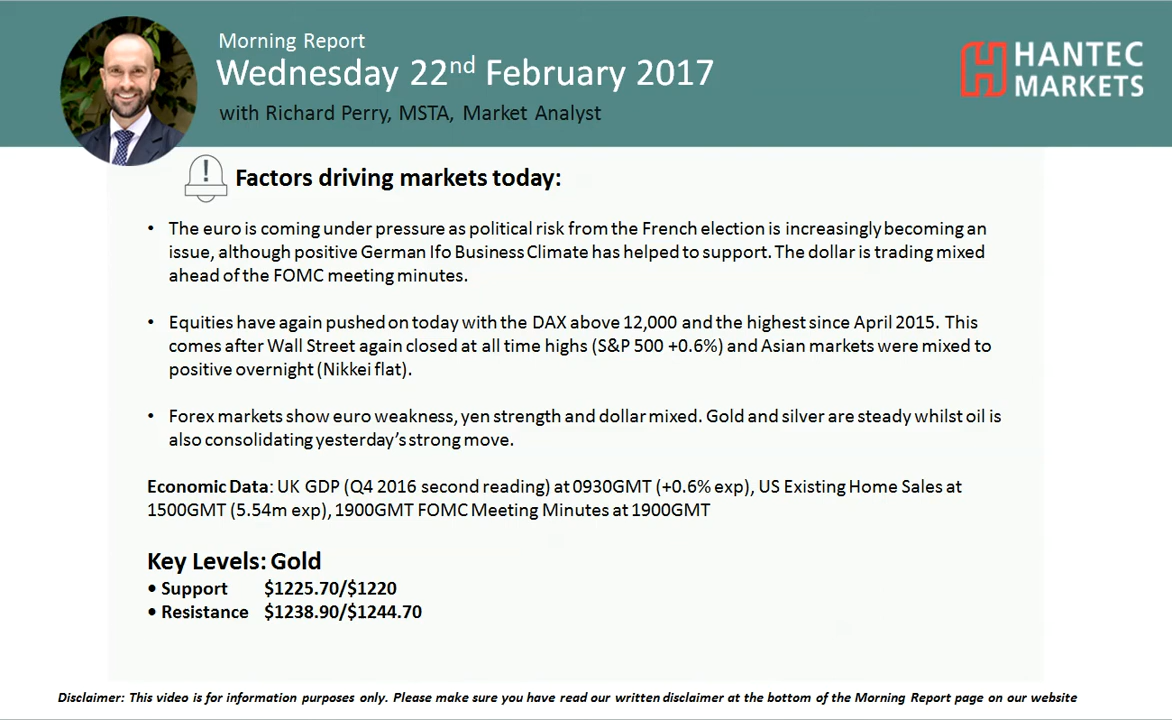 Morning Report
Wednesday 22nd February 2017
with Richard Perry, MSTA, Market Analyst
HANTEC
MARKETS
Factors driving markets today:
• The euro is coming under pressure as political risk from the French election is increasingly becoming an
issue, although positive German Ifo Business Climate has helped to support. The dollar is trading mixed
ahead of the FOMC meeting minutes.
• Equities have again pushed on today with the DAX above 12,000 and the highest since April 2015. This
comes after Wall Street again closed at all time highs (S&P 500 +0.6%) and Asian markets were mixed to
positive overnight (Nikkei flat).
• Forex markets show euro weakness, yen strength and dollar mixed. Gold and silver are steady whilst oil is
also consolidating yesterday's strong move.
Economic Data: UK GDP (Q4 2016 second reading) at 0930GMT (+0.6% exp), US Existing Home Sales at
1500GMT (5.54m exp), 1900GMT FOMC Meeting Minutes at 1900GMT
Key Levels: Gold
• Support $1225.70/$1220
• Resistance $1238.90/$1244.70
Disclaimer: This video is for information purposes only. Please make sure you have read our written disclaimer at the bottom of the Morning Report page on our website